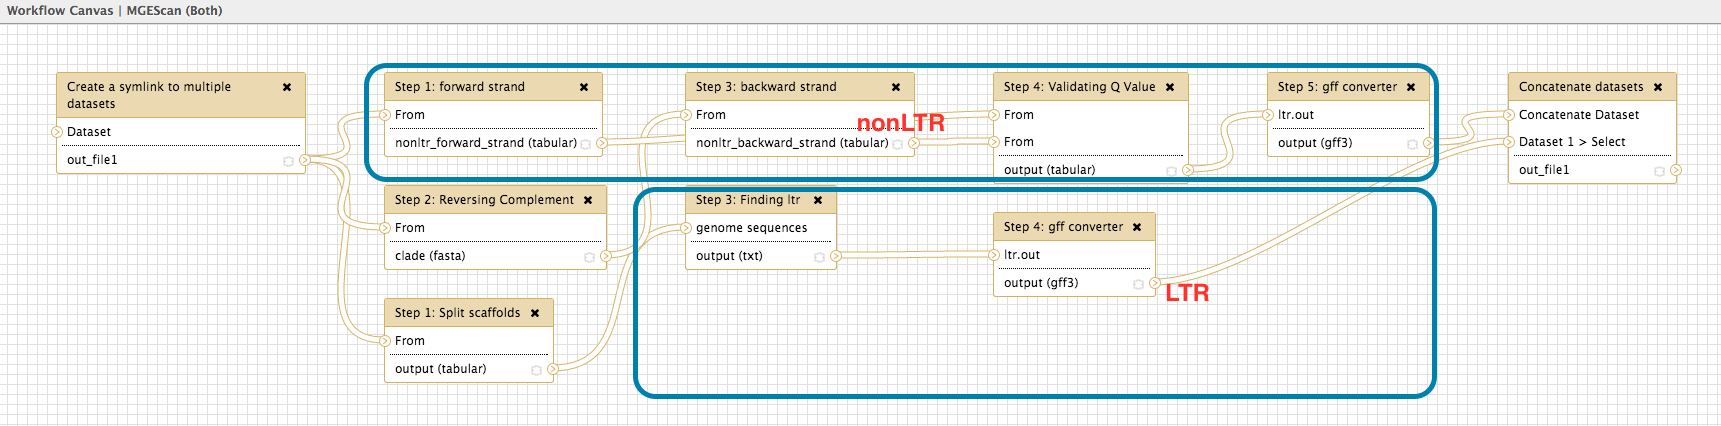 Workflow Canvas | MGEScan (Both)
Create a symlink to multiple
datasets
Dataset
out_file1
Step 1: forward strand
From
nonltr_forward_strand (tabular)
Step 3: backward strand
From
nonLTR
nonltr_backward_strand (tabular)
Step 4: Validating Q Value
From
From
output (tabular)
Step 5: gff converter
ltr.out
output (gff3)
Concatenate datasets
Concatenate Dataset
Dataset 1 > Select
out_file1
Step 2: Reversing Complement
From
clade (fasta)
Step 3: Finding ltr
genome sequences
output (txt)
Step 4: gff converter
ltr.out
output (gff3)
LTR
Step 1: Split scaffolds
From
output (tabular)